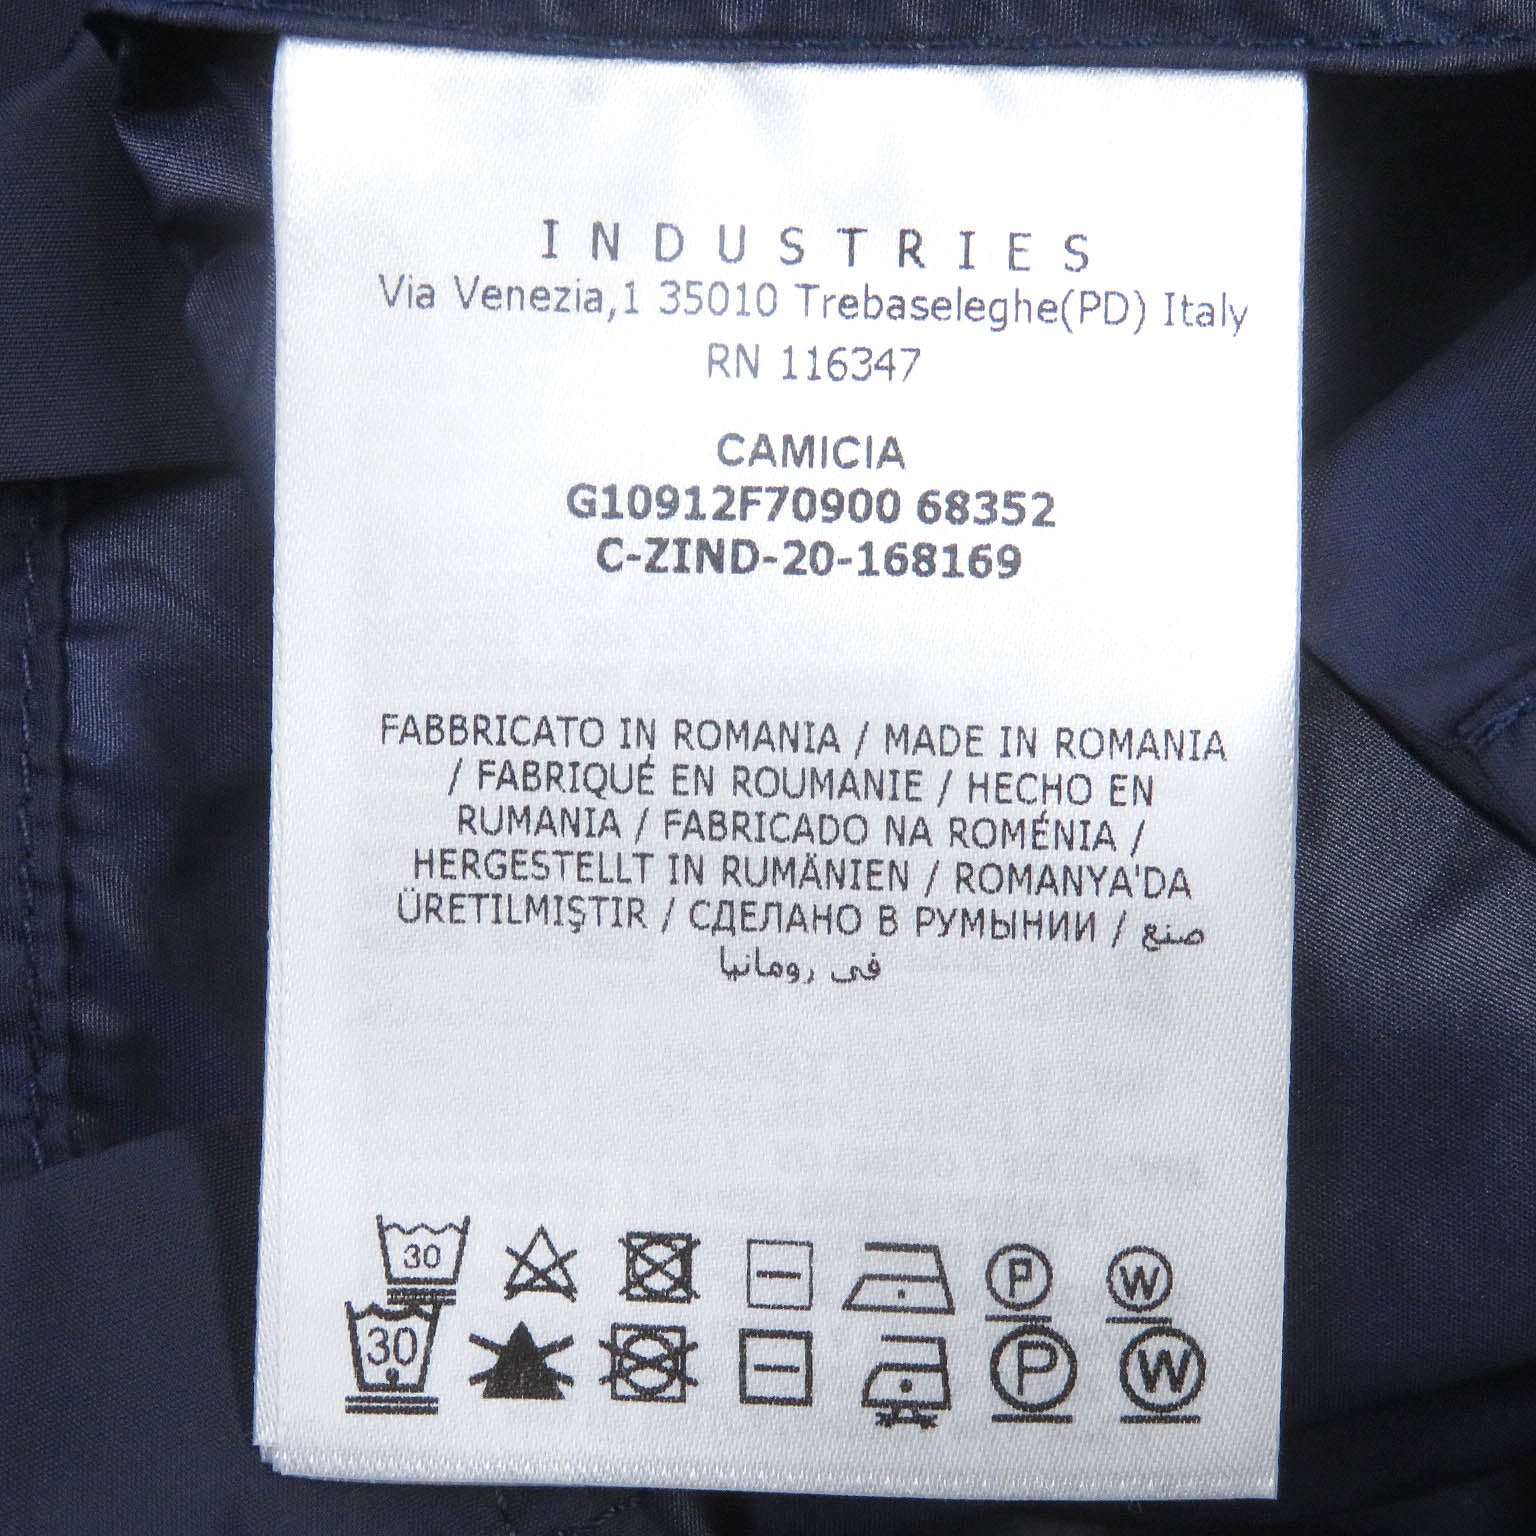 INDUSTRIES
Via Venezia,1 35010 Trebaseleghe(PD) Italy
RN 116347
CAMICIA
G10912F70900 68352
C-ZIND-20-168169
FABBRICATO IN ROMANIA / MADE IN ROMANIA
/ FABRIQUÉ EN ROUMANIE / HECHO EN
RUMANIA / FABRICADO NA ROMÉNIA /
HERGESTELLT IN RUMÄNIEN / ROMANYA'DA
ÜRETILMIŞTIR / СДЕЛАНО В РУМЫНИИ / صنع
في رومانيا
30 P W
30 P W